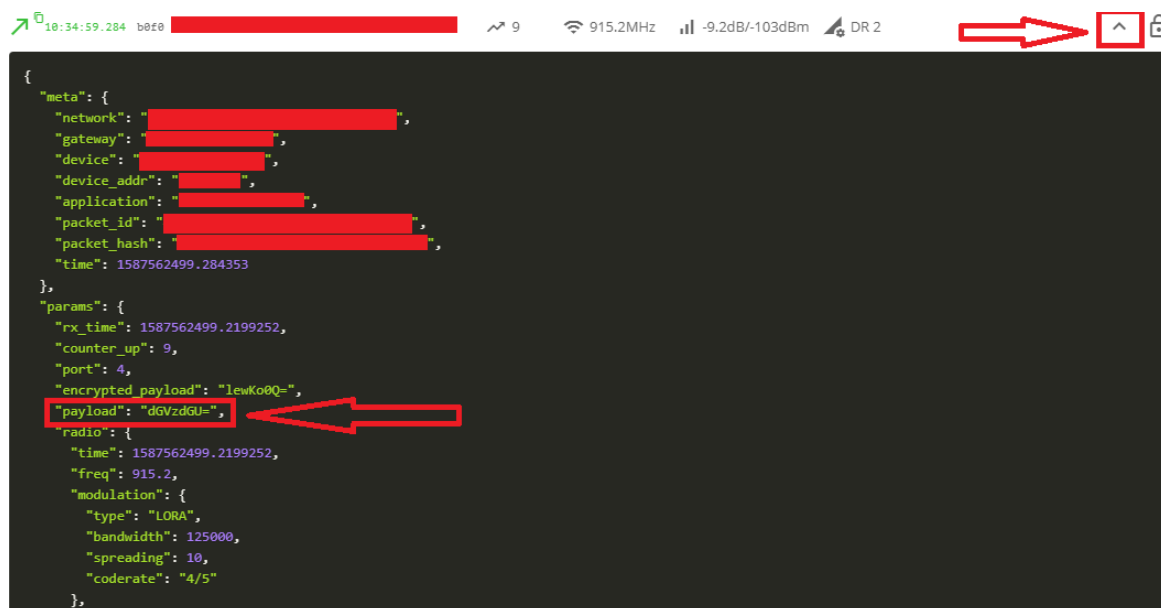 10:34:59.284 b0f0 9 915.2MHz -9.2dB/-103dBm DR 2
{
"meta": {
"network": "",
"gateway": "",
"device": "",
"device_addr": "",
"application": "",
"packet_id": "",
"packet_hash": "",
"time": 1587562499.284353
},
"params": {
"rx_time": 1587562499.2199252,
"counter_up": 9,
"port": 4,
"encrypted_payload": "lewKo0Q=",
"payload": "dGVzdGU=",
"radio": {
"time": 1587562499.2199252,
"freq": 915.2,
"modulation": {
"type": "LORA",
"bandwidth": 125000,
"spreading": 10,
"coderate": "4/5"
},